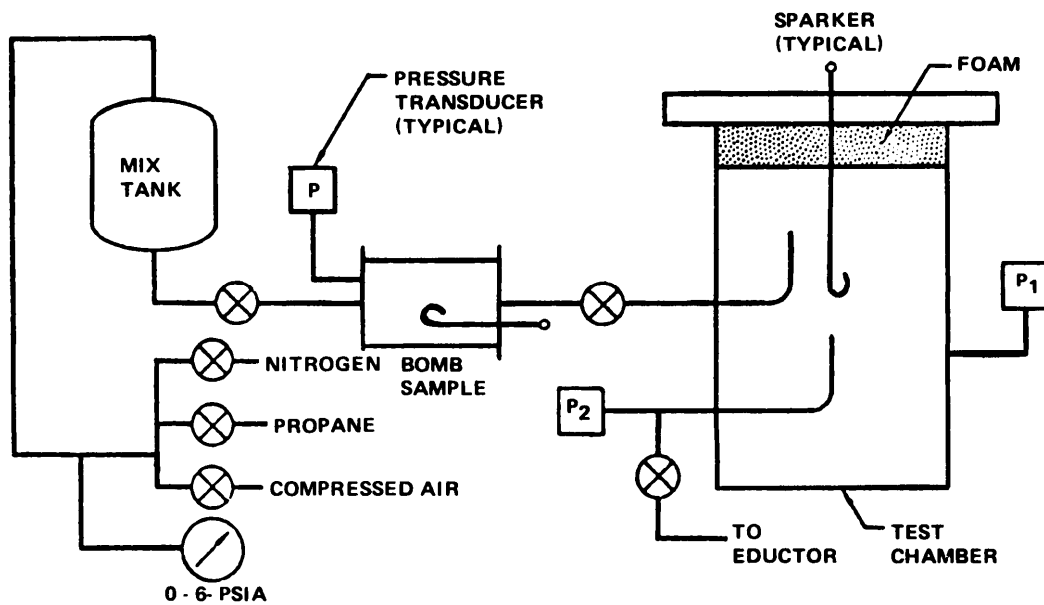 SPARKER
(TYPICAL)
FOAM
PRESSURE
TRANSDUCER
(TYPICAL)
MIX
TANK
P
P1
NITROGEN
BOMB
SAMPLE
P2
PROPANE
COMPRESSED AIR
TO
EDUCTOR
TEST
CHAMBER
0 - 6- PSIA